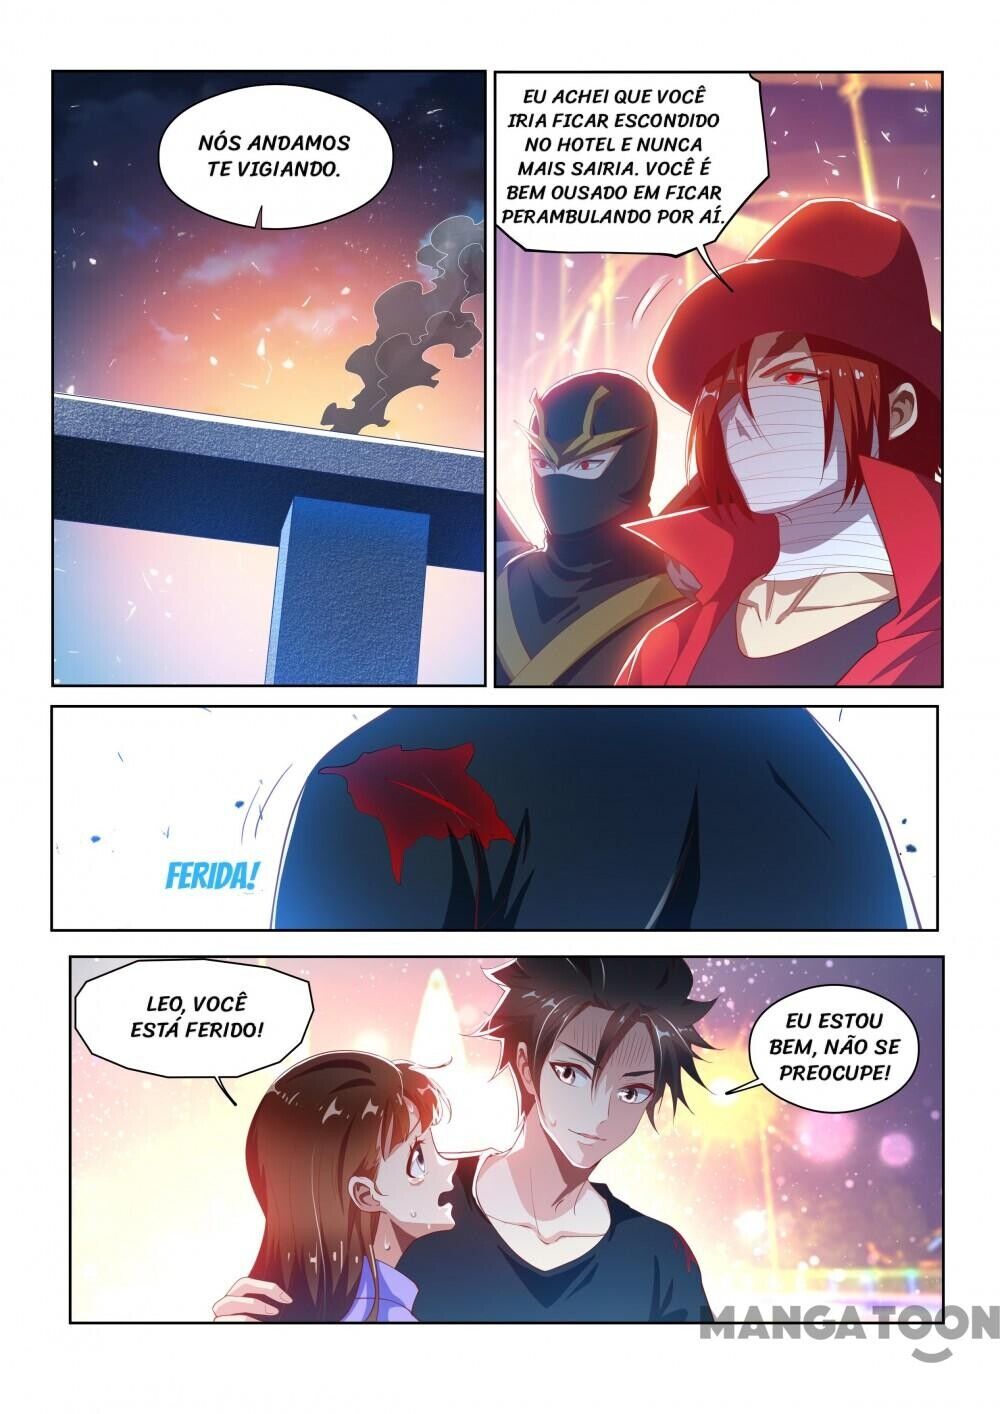 NÓS ANDAMOS
TE VIGIANDO.
EU ACHEI QUE VOCÊ
IRIA FICAR ESCONDIDO
NO HOTEL E NUNCA
MAIS SAIRIA. VOCÊ É
BEM OUSADO EM FICAR
PERAMBULANDO POR AÍ.
FERIDA!
LEO, VOCÊ
ESTÁ FERIDO!
EU ESTOU
BEM, NÃO SE
PREOCUPE!
MANGATOON